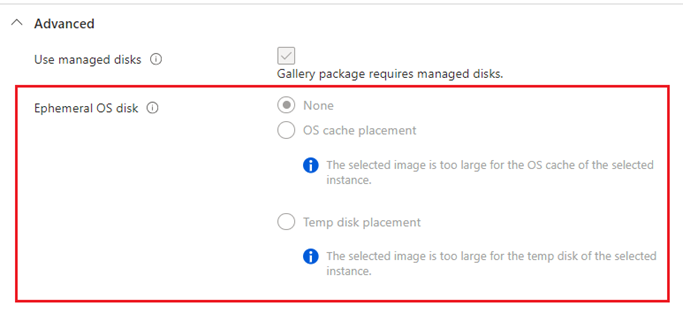 Advanced
Use managed disks
Gallery package requires managed disks.
Ephemeral OS disk
None
OS cache placement
The selected image is too large for the OS cache of the selected
instance.
Temp disk placement
The selected image is too large for the temp disk of the selected
instance.